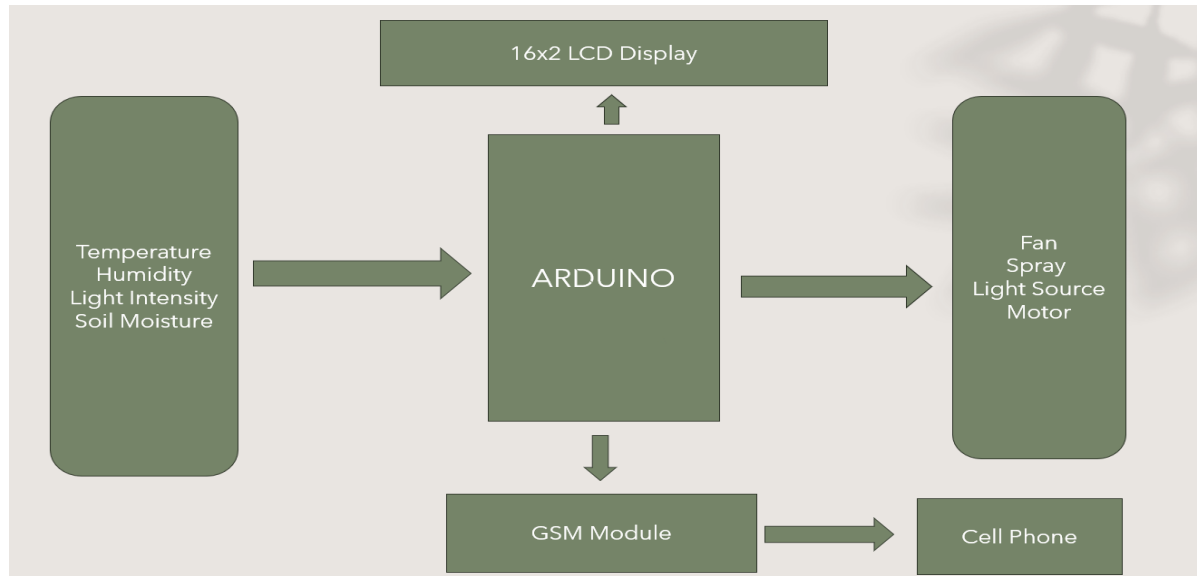 16x2 LCD Display
Temperature
Humidity
Light Intensity
Soil Moisture
ARDUINO
Fan
Spray
Light Source
Motor
GSM Module
Cell Phone